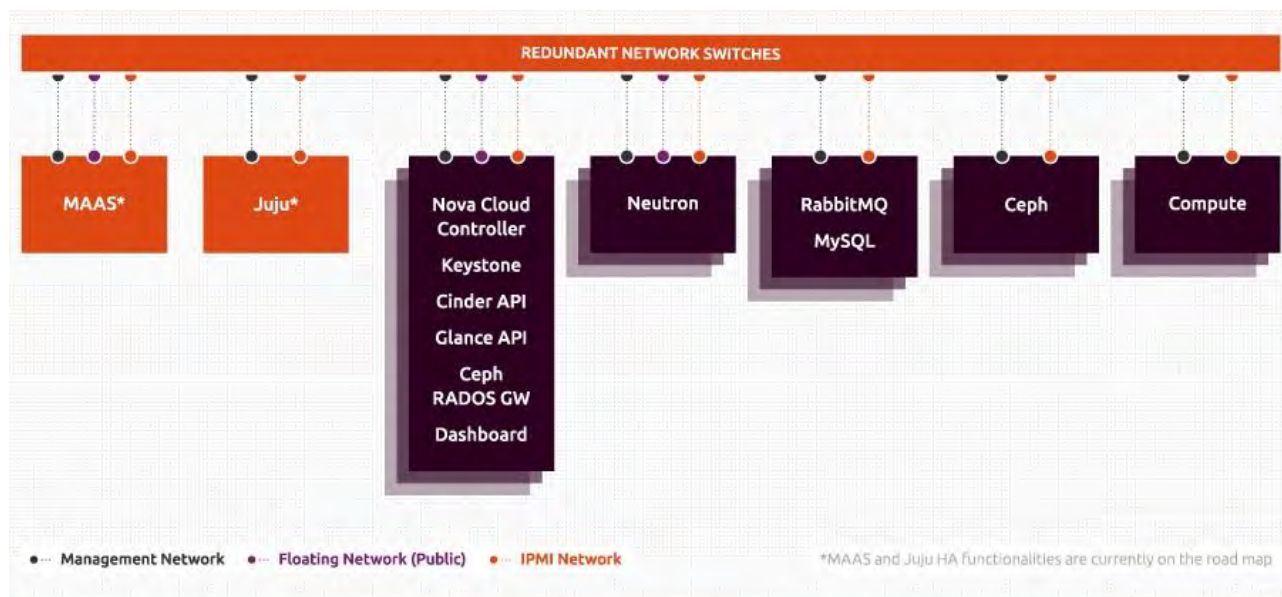 REDUNDANT NETWORK SWITCHES
MAAS*
Juju*
Nova Cloud
Controller
Keystone
Cinder API
Glance API
Ceph
RADOS GW
Dashboard
Neutron
RabbitMQ
MySQL
Ceph
Compute
Management Network
Floating Network (Public)
IPMI Network
*MAAS and Juju HA functionalities are currently on the road map